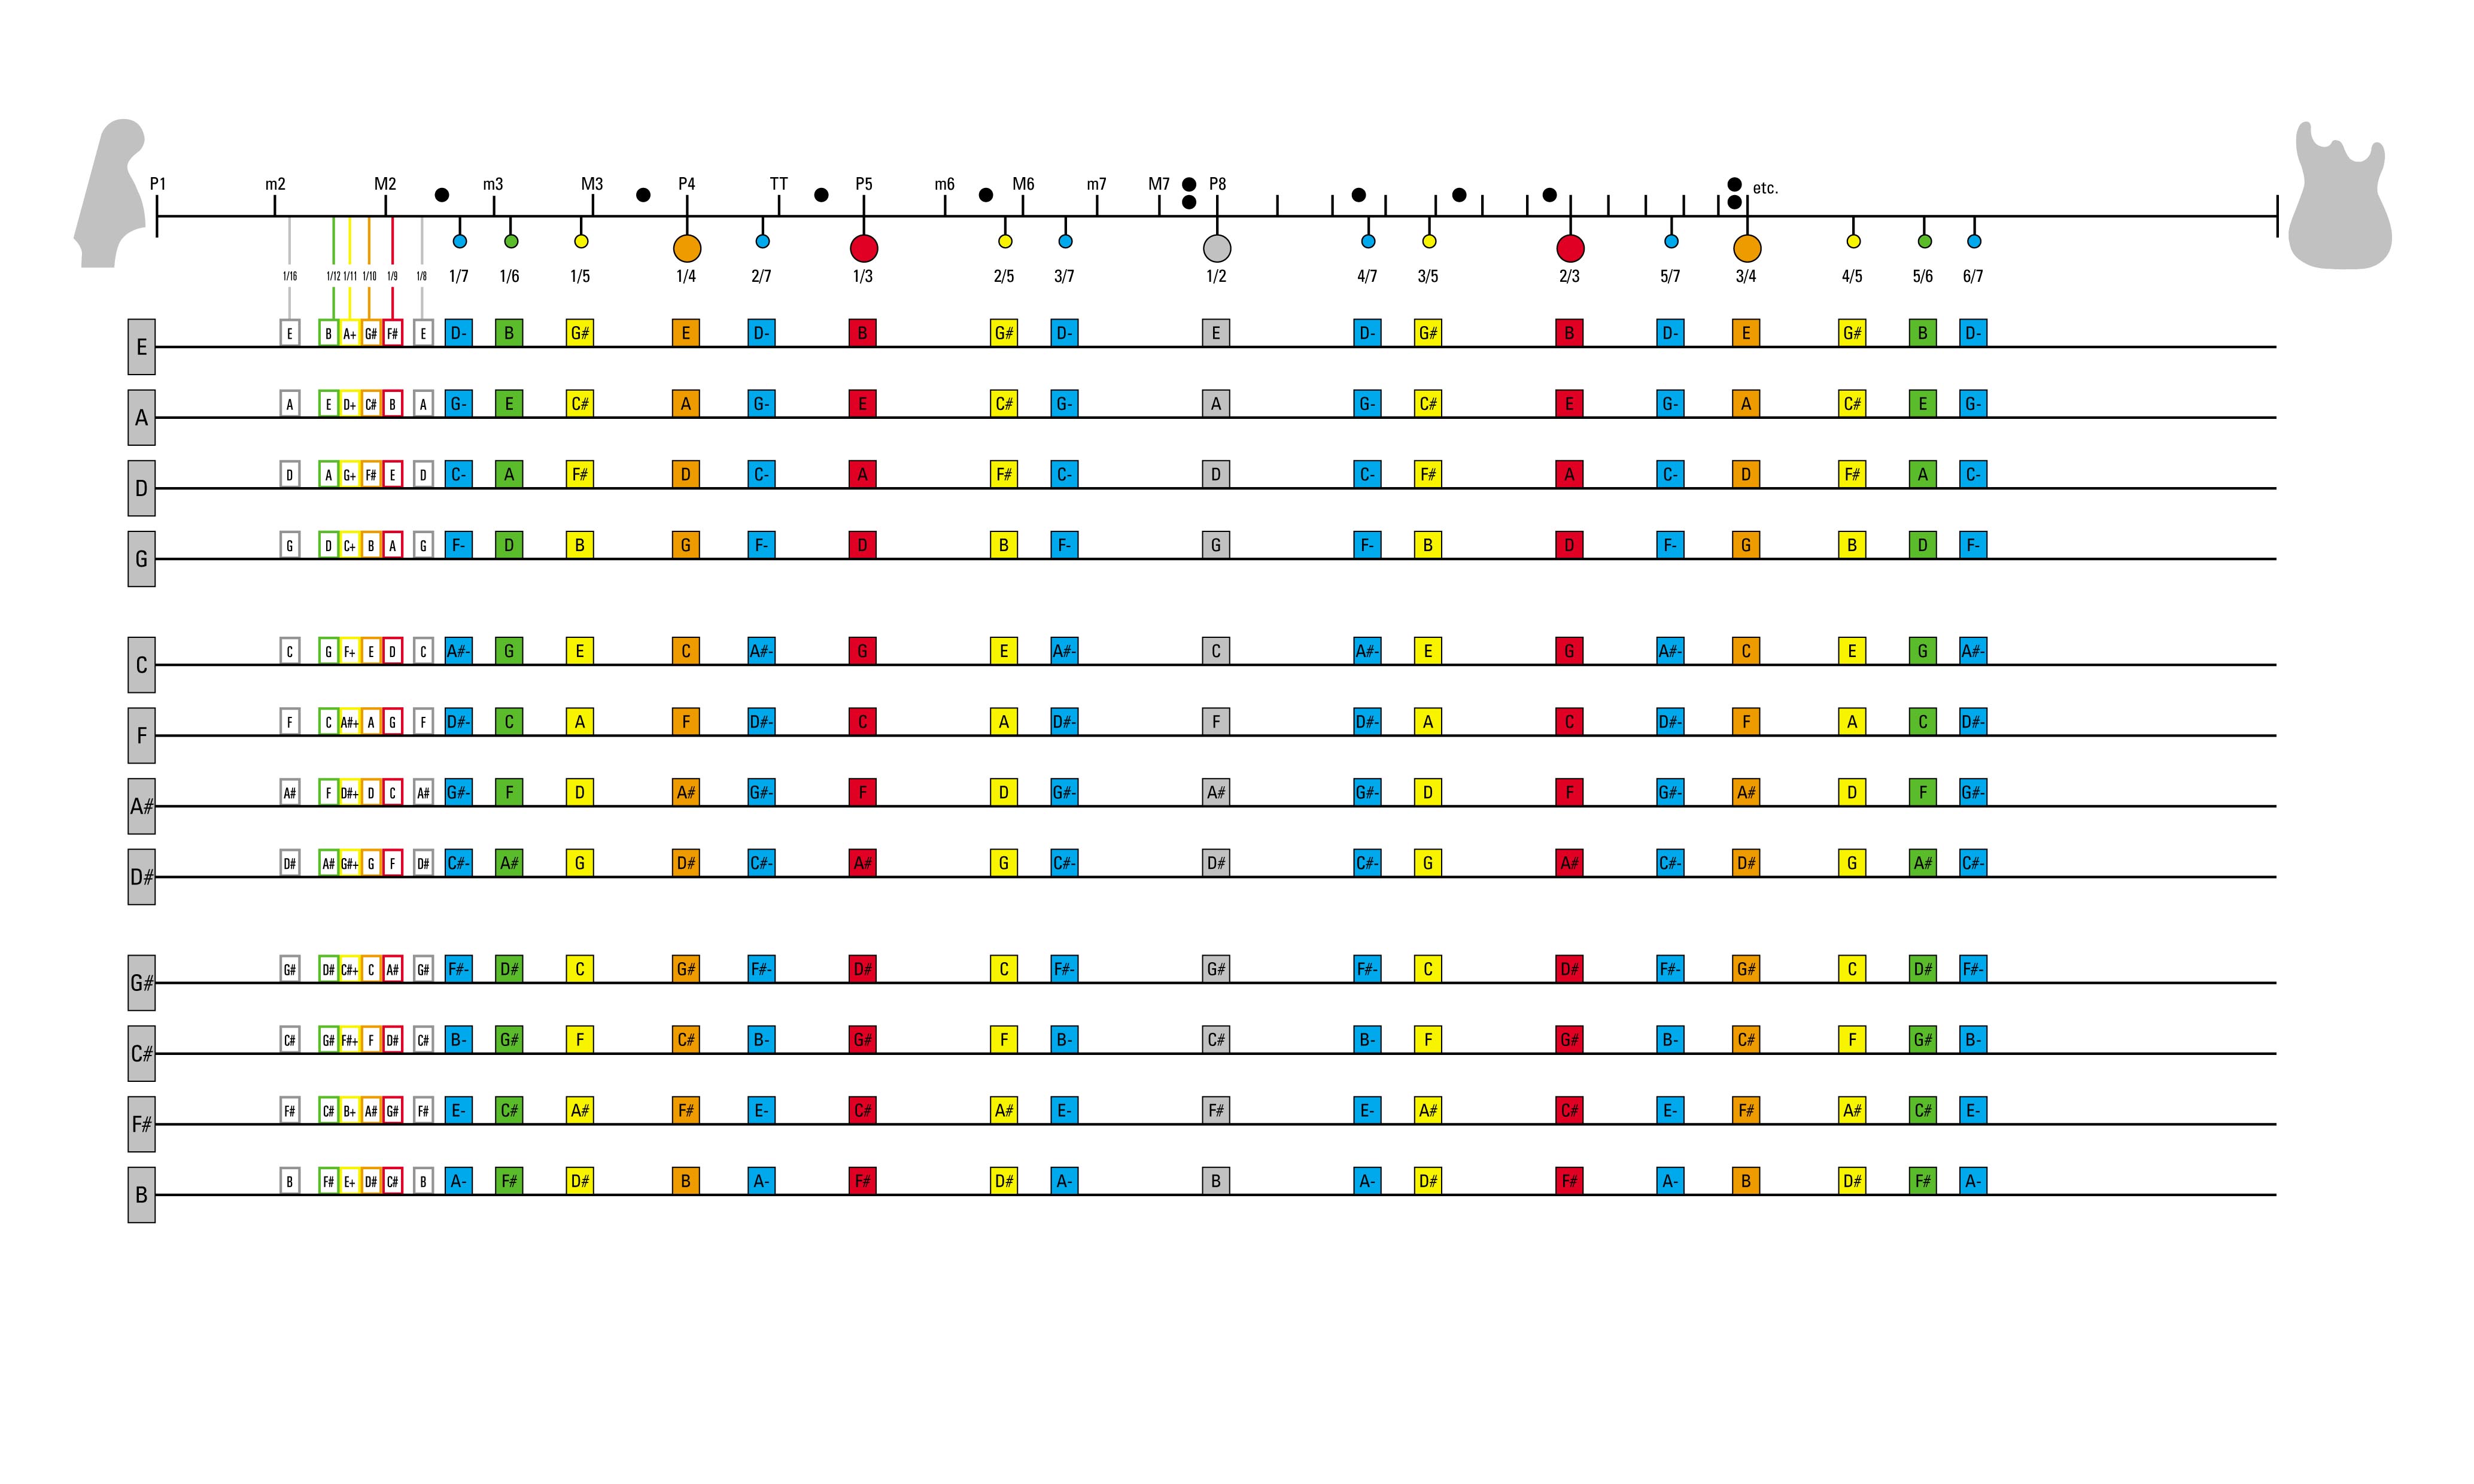 P1 m2 M2 m3 M3 P4 TT P5 m6 M6 m7 M7 P8 etc.
1/16 1/12 1/11 1/10 1/9 1/8 1/7 1/6 1/5 1/4 2/7 1/3 2/5 3/7 1/2 4/7 3/5 2/3 5/7 3/4 4/5 5/6 6/7
E E B A+ G# F# E D- B G# E D- B G# D- E D- G# B D- E G# B D-
A A E D+ C# B A G- E C# A G- E C# G- A G- C# E G- A C# E G-
D D A G+ F# E D C- A F# D C- A F# C- D C- F# A C- D F# A C-
G G D C+ B A G F- D B G F- D B F- G F- B D F- G B D F-
C C G F+ E D C A#- G E C A#- G E A#- C A#- E G A#- C E G A#-
F F C A#+ A G F D#- C A F D#- C A D#- F D#- A C D#- F A C D#-
A# A# F D#+ D C A# G#- F D A# G#- F D G#- A# G#- D F G#- A# D F G#-
D# D# A# G#+ G F D# C#- A# G D# C#- A# G C#- D# C#- G A# C#- D# G A# C#-
G# G# D# C#+ C A# G# F#- D# C G# F#- D# C F#- G# F#- C D# F#- G# C D# F#-
C# C# G# F#+ F D# C# B- G# F C# B- G# F B- C# B- F G# B- C# F G# B-
F# F# C# B+ A# G# F# E- C# A# F# E- C# A# E- F# E- A# C# E- F# A# C# E-
B B F# E+ D# C# B A- F# D# B A- F# D# A- B A- D# F# A- B D# F# A-